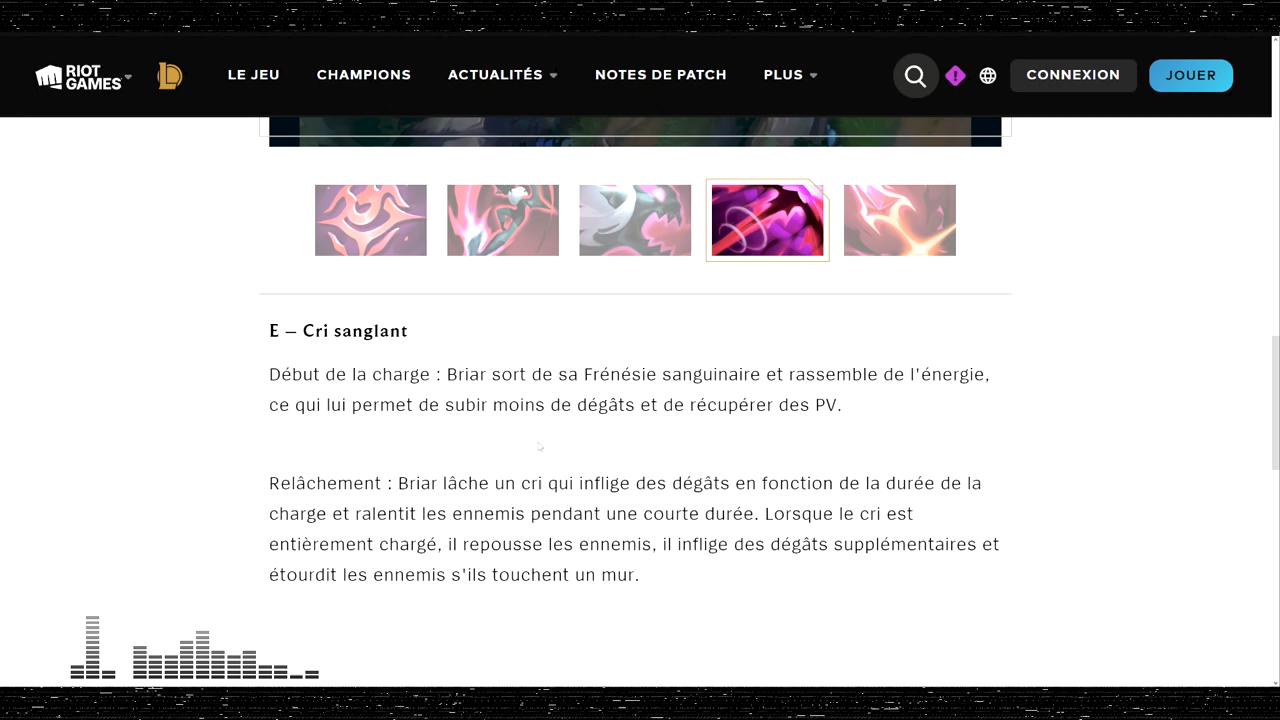 RIOT GAMES LE JEU CHAMPIONS ACTUALITÉS NOTES DE PATCH PLUS CONNEXION JOUER
E – Cri sanglant
Début de la charge : Briar sort de sa Frénésie sanguinaire et rassemble de l'énergie,
ce qui lui permet de subir moins de dégâts et de récupérer des PV.
Relâchement : Briar lâche un cri qui inflige des dégâts en fonction de la durée de la
charge et ralentit les ennemis pendant une courte durée. Lorsque le cri est
entièrement chargé, il repousse les ennemis, il inflige des dégâts supplémentaires et
étourdit les ennemis s'ils touchent un mur.